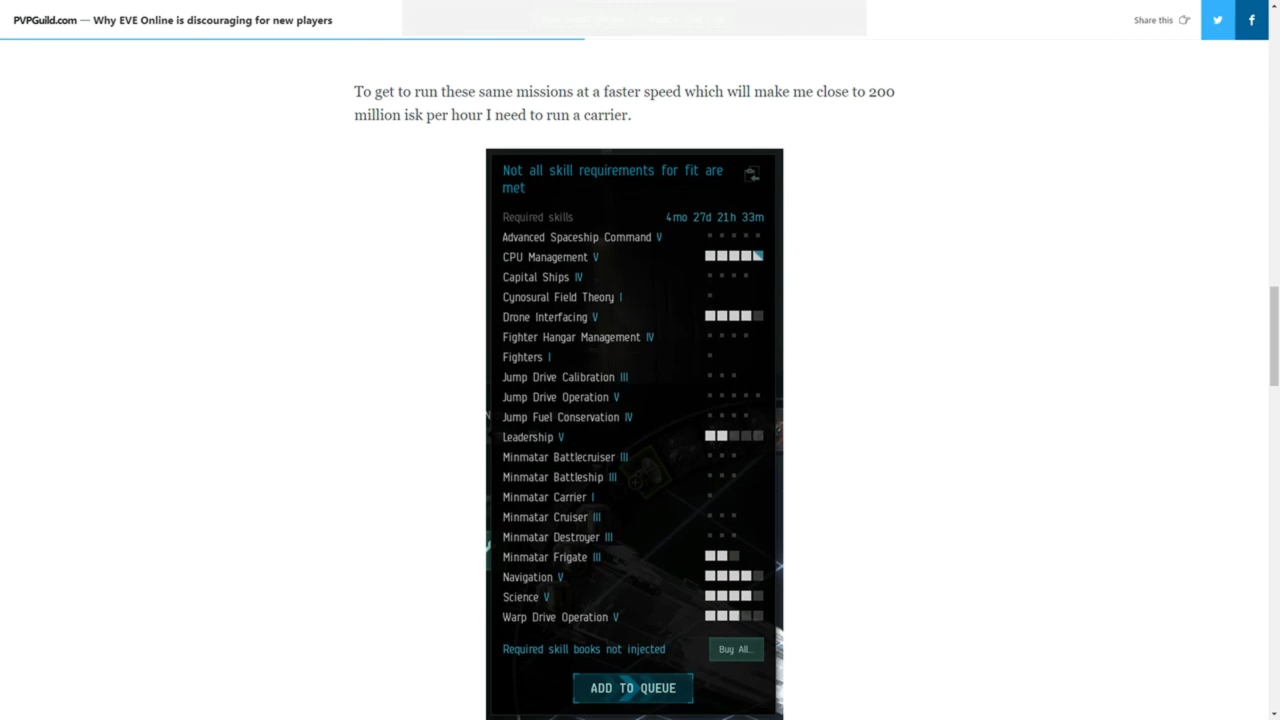 PVPGuild.com — Why EVE Online is discouraging for new players
Share this
To get to run these same missions at a faster speed which will make me close to 200
million isk per hour I need to run a carrier.
Not all skill requirements for fit are
met
Required skills 4mo 27d 21h 33m
Advanced Spaceship Command V
CPU Management V
Capital Ships IV
Cynosural Field Theory I
Drone Interfacing V
Fighter Hangar Management IV
Fighters I
Jump Drive Calibration III
Jump Drive Operation V
Jump Fuel Conservation IV
Leadership V
Minmatar Battlecruiser III
Minmatar Battleship III
Minmatar Carrier I
Minmatar Cruiser III
Minmatar Destroyer III
Minmatar Frigate III
Navigation V
Science V
Warp Drive Operation V
Required skill books not injected Buy All...
ADD TO QUEUE